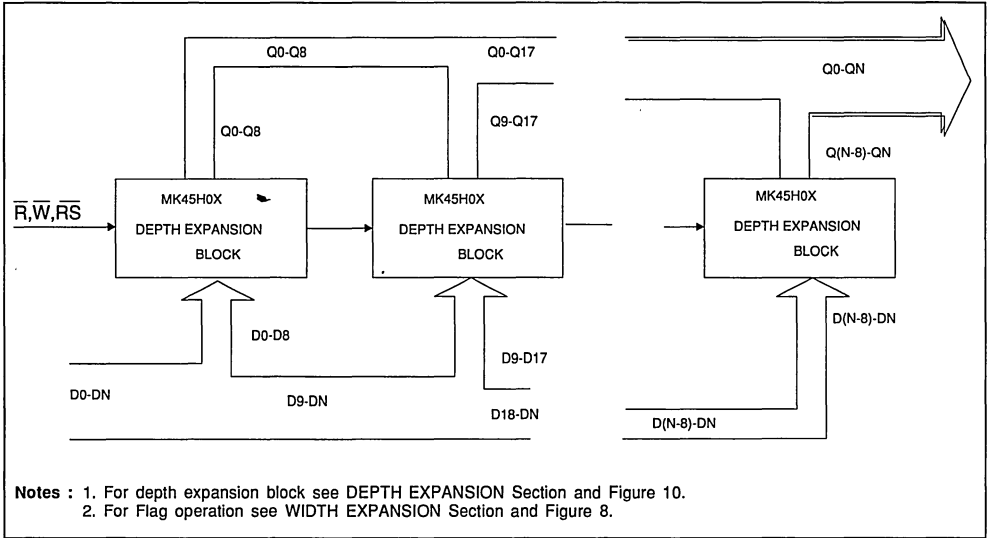 Q0-Q8
Q0-Q17
Q0-QN
Q0-Q8
Q9-Q17
Q(N-8)-QN
R̅,W̅,R̅S̅
MK45H0X
DEPTH EXPANSION
BLOCK
MK45H0X
DEPTH EXPANSION
BLOCK
MK45H0X
DEPTH EXPANSION
BLOCK
D0-D8
D9-D17
D(N-8)-DN
D0-DN
D9-DN
D18-DN
D(N-8)-DN
Notes : 1. For depth expansion block see DEPTH EXPANSION Section and Figure 10.
2. For Flag operation see WIDTH EXPANSION Section and Figure 8.